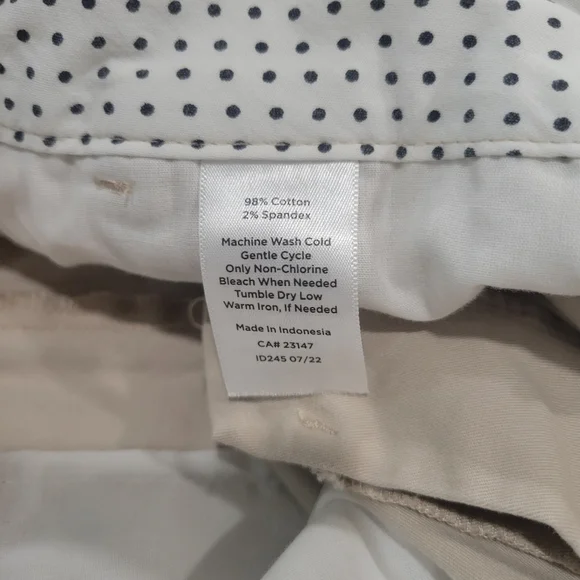 98% Cotton
2% Spandex
Machine Wash Cold
Gentle Cycle
Only Non-Chlorine
Bleach When Needed
Tumble Dry Low
Warm Iron, If Needed
Made In Indonesia
CA# 23147
ID245 07/22